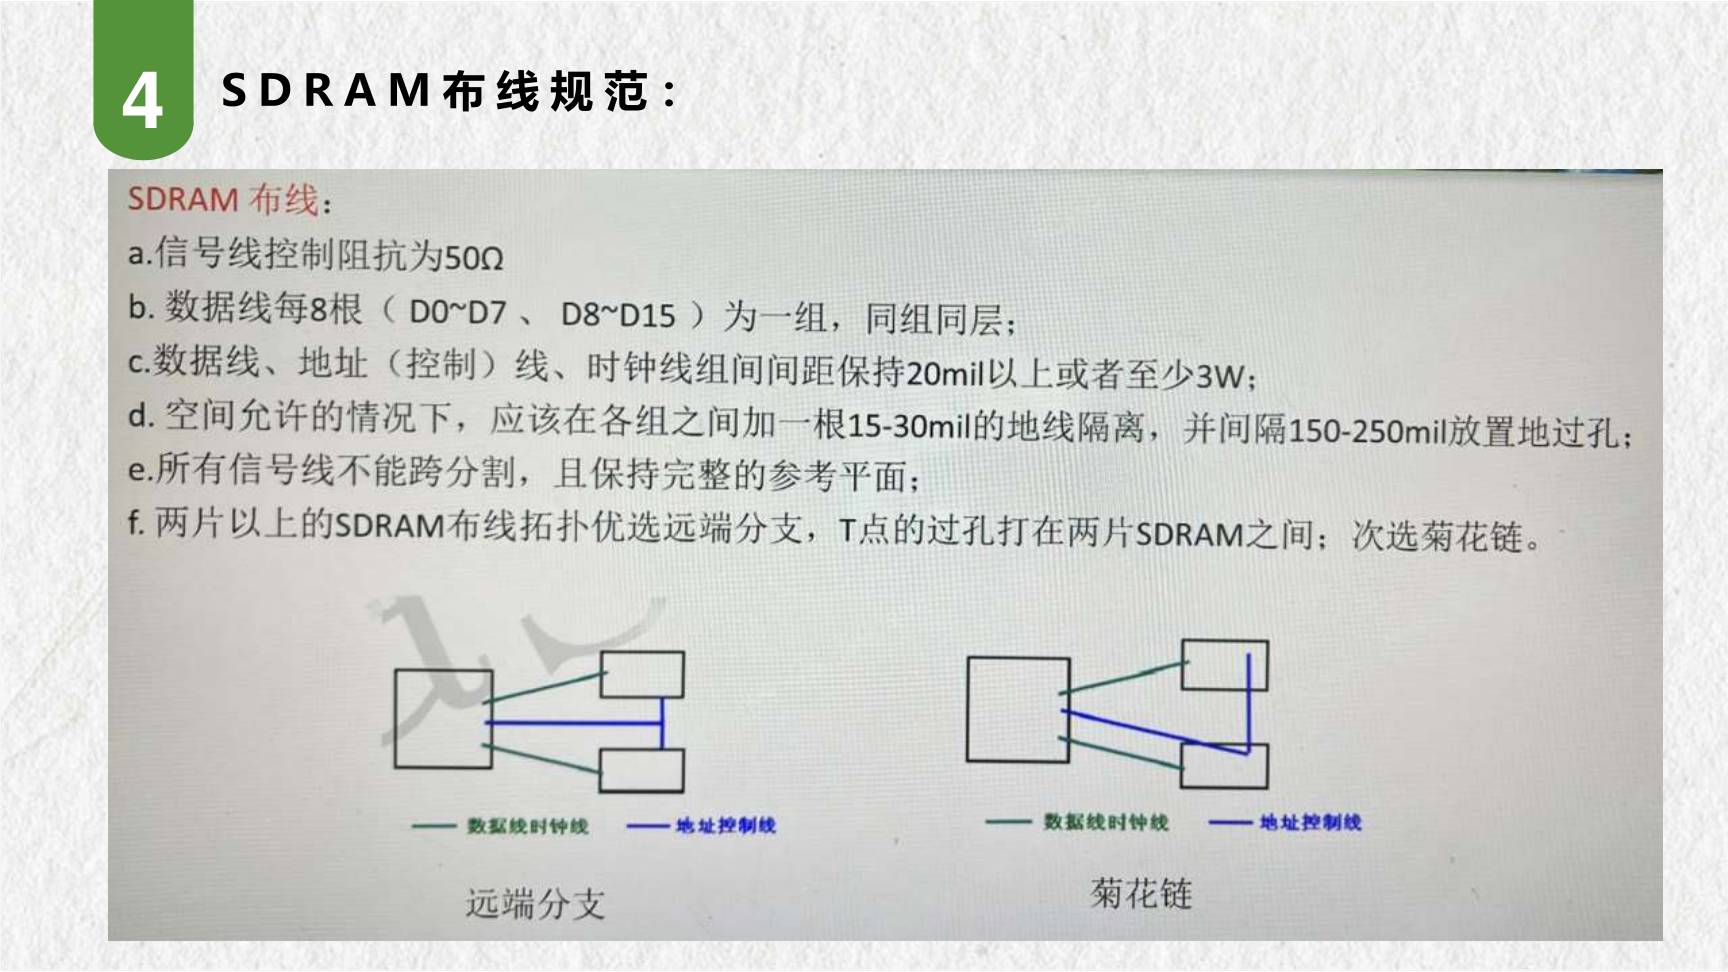 4
SDRAM布线规范：
SDRAM 布线：
a.信号线控制阻抗为50Ω
b. 数据线每8根（ D0~D7 、 D8~D15 ）为一组，同组同层；
c.数据线、地址（控制）线、时钟线组间间距保持20mil以上或者至少3W；
d. 空间允许的情况下，应该在各组之间加一根15-30mil的地线隔离，并间隔150-250mil放置地过孔；
e.所有信号线不能跨分割，且保持完整的参考平面；
f. 两片以上的SDRAM布线拓扑优选远端分支，T点的过孔打在两片SDRAM之间；次选菊花链。
数据线时钟线 地址控制线 数据线时钟线 地址控制线
远端分支 菊花链